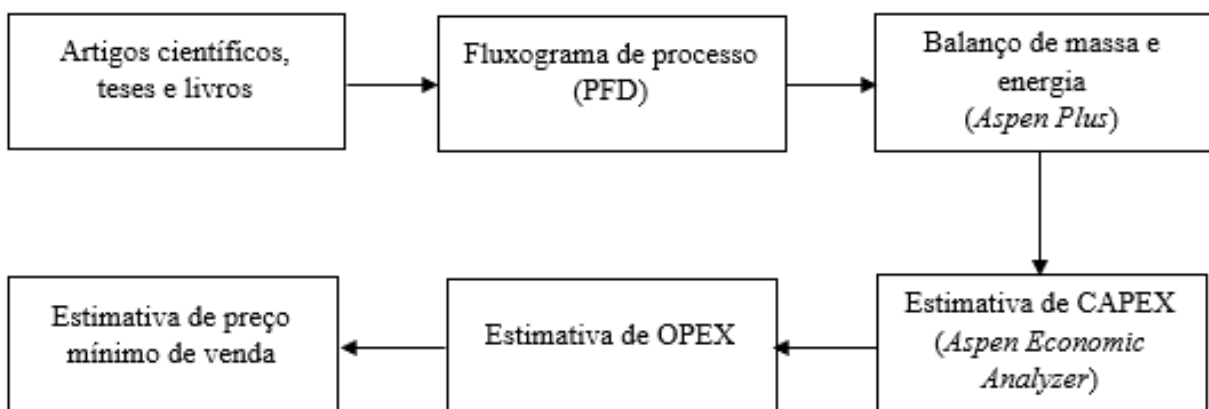 Artigos científicos,
teses e livros
Fluxograma de processo
(PFD)
Balanço de massa e
energia
(Aspen Plus)
Estimativa de CAPEX
(Aspen Economic
Analyzer)
Estimativa de OPEX
Estimativa de preço
mínimo de venda